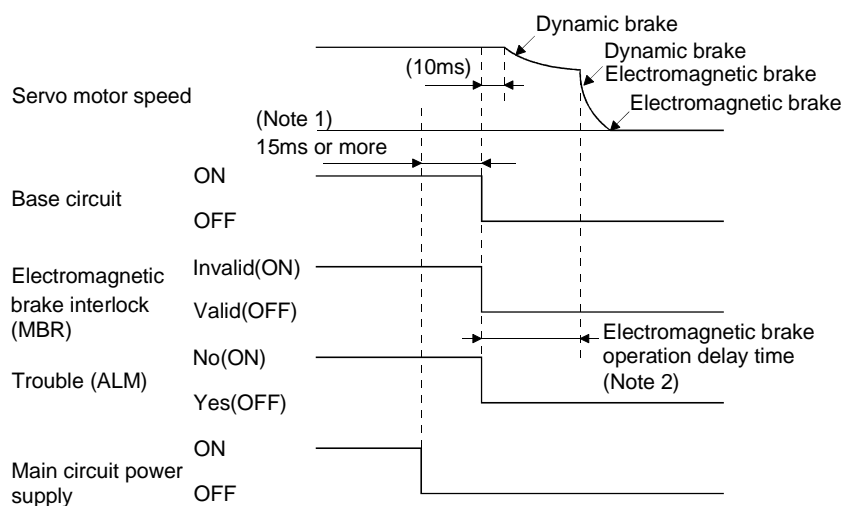 Dynamic brake
Dynamic brake
Electromagnetic brake
Electromagnetic brake
(10ms)
Servo motor speed
(Note 1)
15ms or more
Base circuit
ON
OFF
Electromagnetic
brake interlock
(MBR)
Invalid(ON)
Valid(OFF)
Electromagnetic brake
operation delay time
(Note 2)
Trouble (ALM)
No(ON)
Yes(OFF)
Main circuit power
supply
ON
OFF